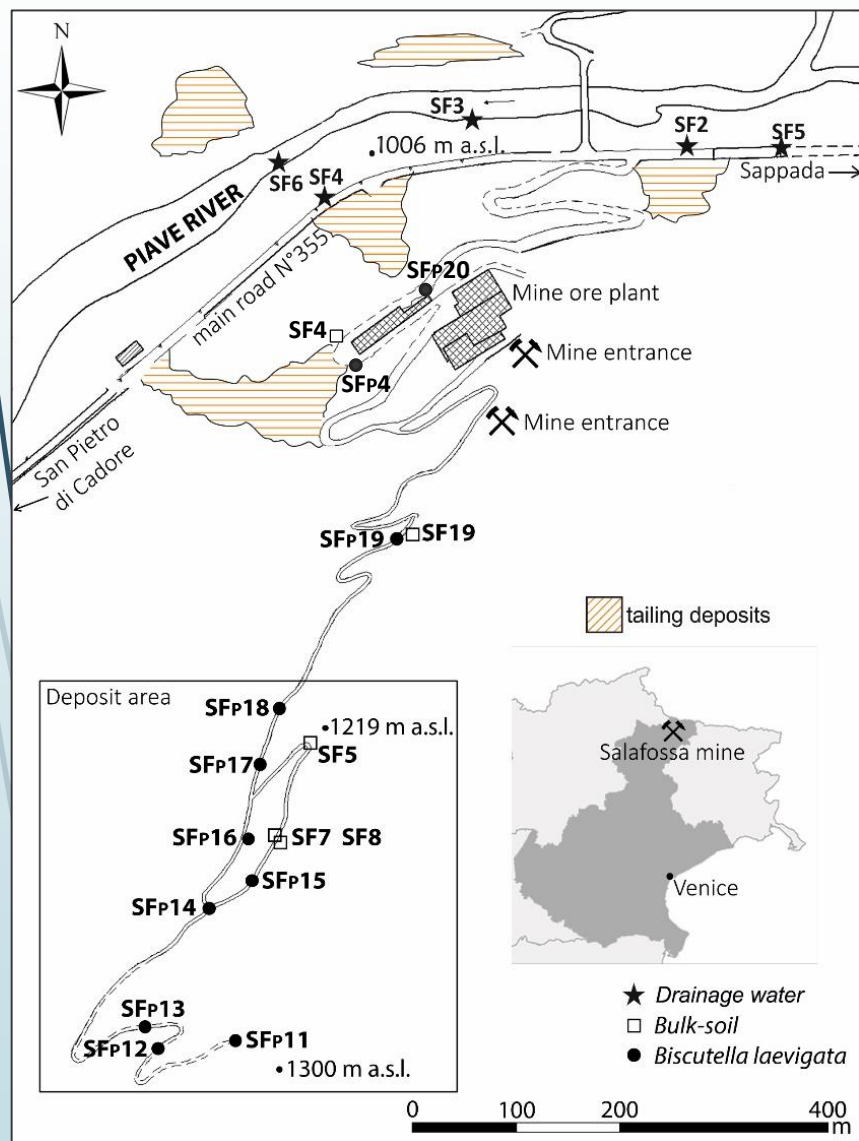 N
SF3
1006 m a.s.l.
SF2
SF5
Sappada
SF6
SF4
PIAVE RIVER
main road N°355
SFP20
Mine ore plant
SF4
Mine entrance
SFP4
Mine entrance
San Pietro
di Cadore
SFP19
SF19
tailing deposits
Deposit area
SFP18
1219 m a.s.l.
SF5
SFP17
Salafossa mine
SFP16
SF7 SF8
SFP15
SFP14
Venice
SFP13
SFP12
SFP11
1300 m a.s.l.
Drainage water
Bulk-soil
Biscutella laevigata
0 100 200 400
m